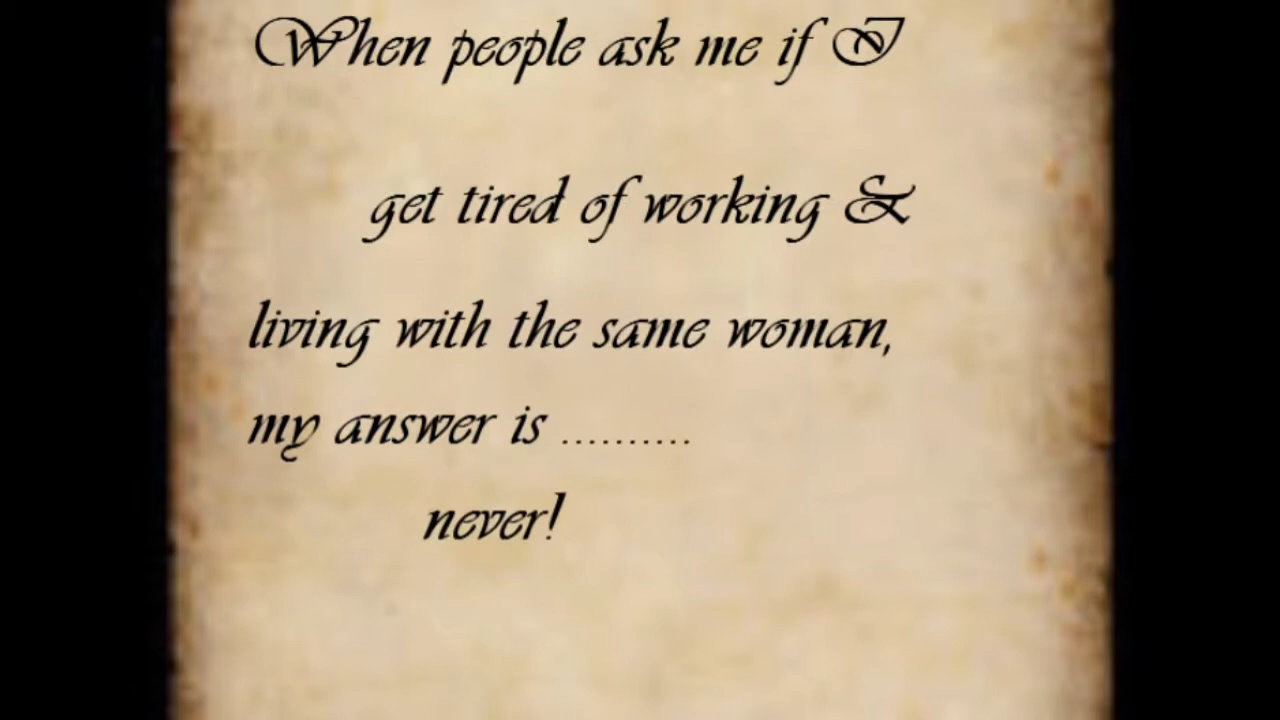 When people ask me if I
get tired of working &
living with the same woman,
my answer is ..........
never!